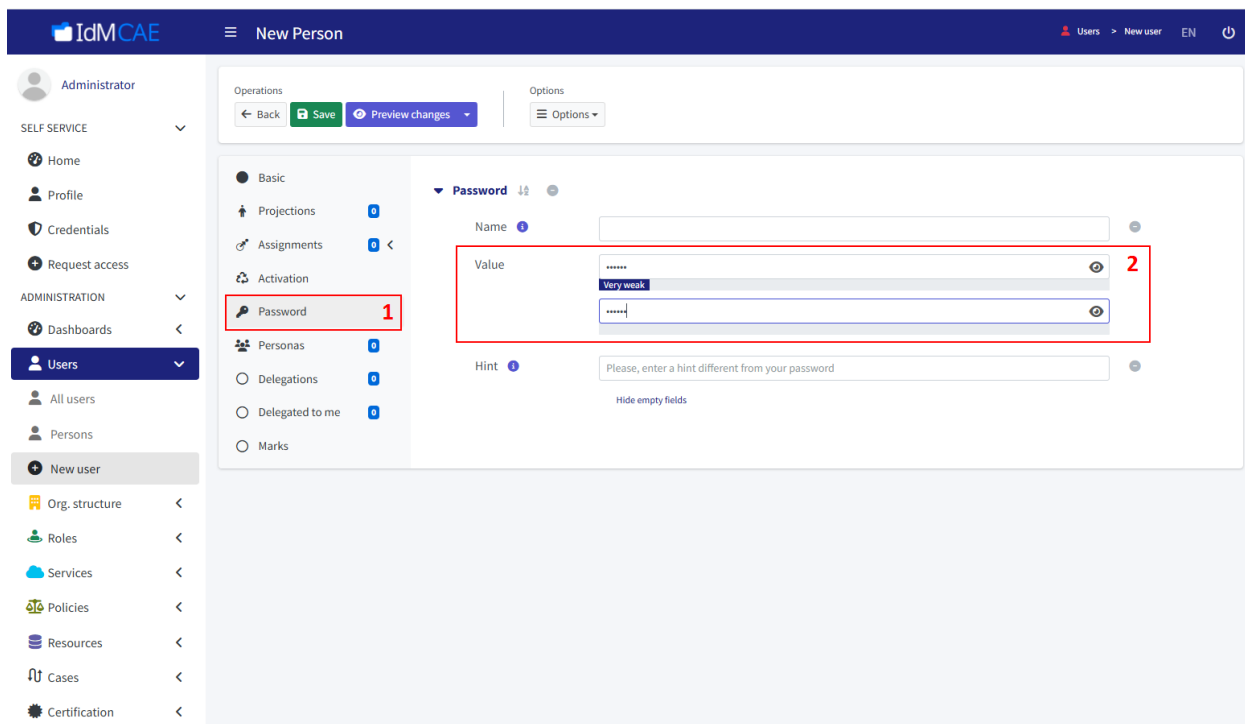 IdMCAE
New Person
Users > New user
EN
Administrator
SELF SERVICE
Home
Profile
Credentials
Request access
ADMINISTRATION
Dashboards
Users
All users
Persons
New user
Org. structure
Roles
Services
Policies
Resources
Cases
Certification
Operations
Back
Save
Preview changes
Options
Options
Basic
Projections 0
Assignments 0
Activation
Password 1
Personas 0
Delegations 0
Delegated to me 0
Marks
Password
Name
Value
••••••
2
Very weak
••••••
Hint
Please, enter a hint different from your password
Hide empty fields